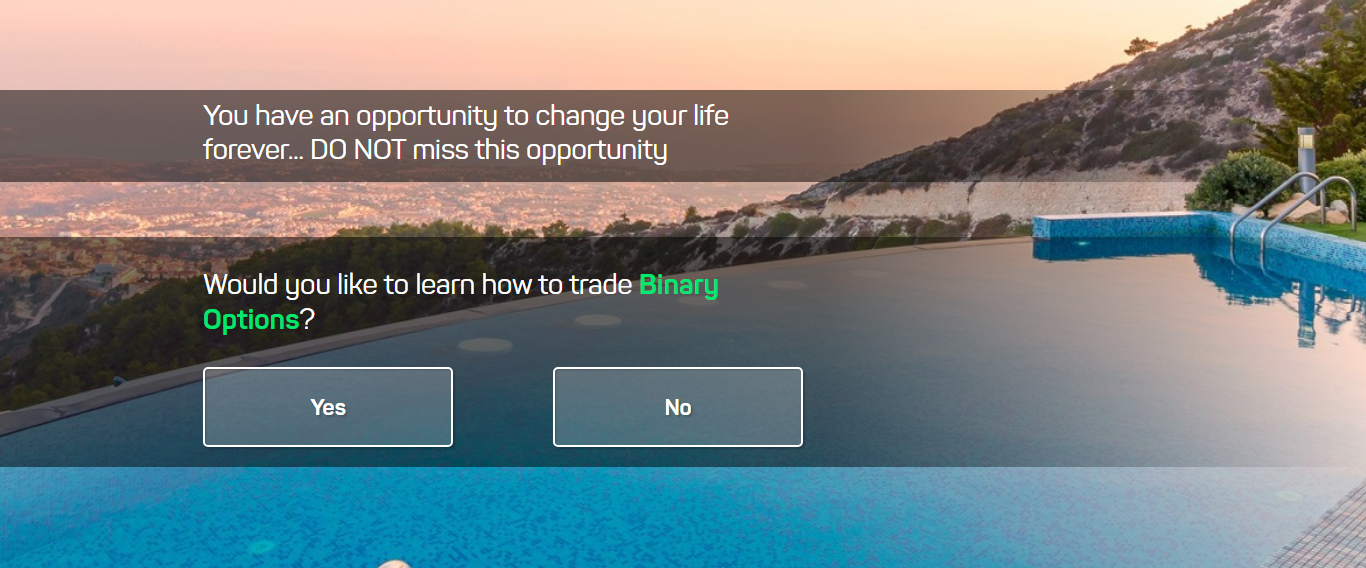 You have an opportunity to change your life
forever... DO NOT miss this opportunity
Would you like to learn how to trade Binary
Options?
Yes
No